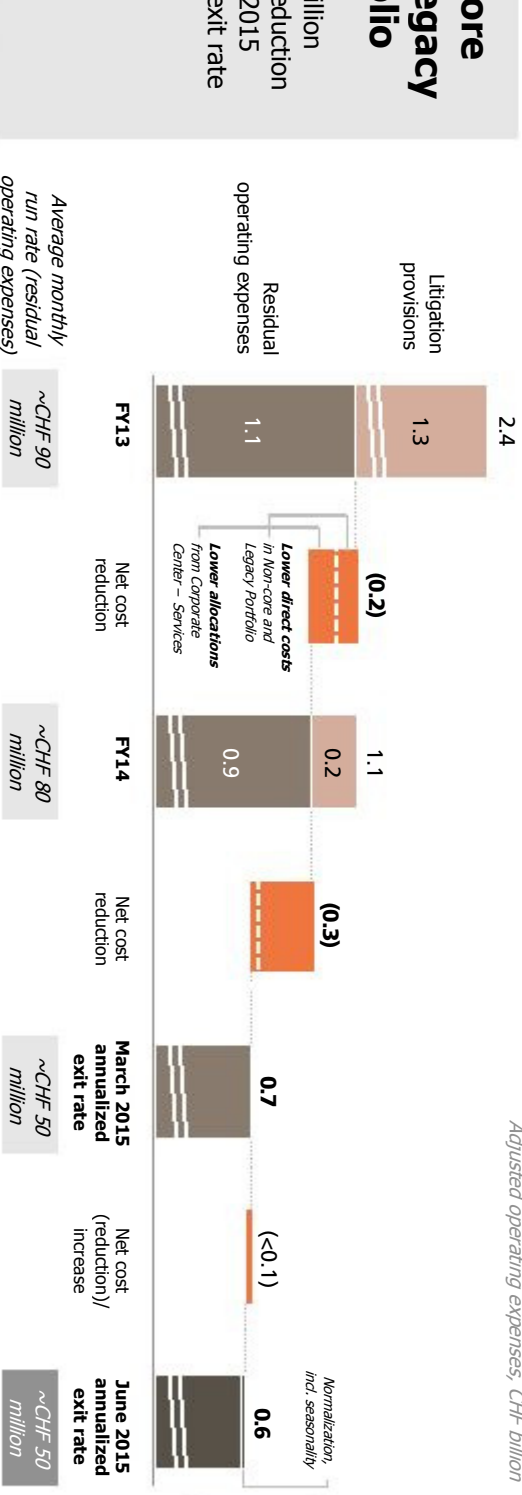 ore
egacy
olio
illion
eduction
2015
exit rate
Adjusted operating expenses, CHF billion
Litigation
provisions
Residual
operating expenses
2.4
1.3
1.1
(0.2)
Lower direct costs
in Non-core and
Legacy Portfolio
Lower allocations
from Corporate
Center – Services
1.1
0.2
0.9
(0.3)
0.7
(<0.1)
Normalization,
incl. seasonality
0.6
FY13
Net cost
reduction
FY14
Net cost
reduction
March 2015
annualized
exit rate
Net cost
(reduction)/
increase
June 2015
annualized
exit rate
Average monthly
run rate (residual
operating expenses)
~CHF 90
million
~CHF 80
million
~CHF 50
million
~CHF 50
million